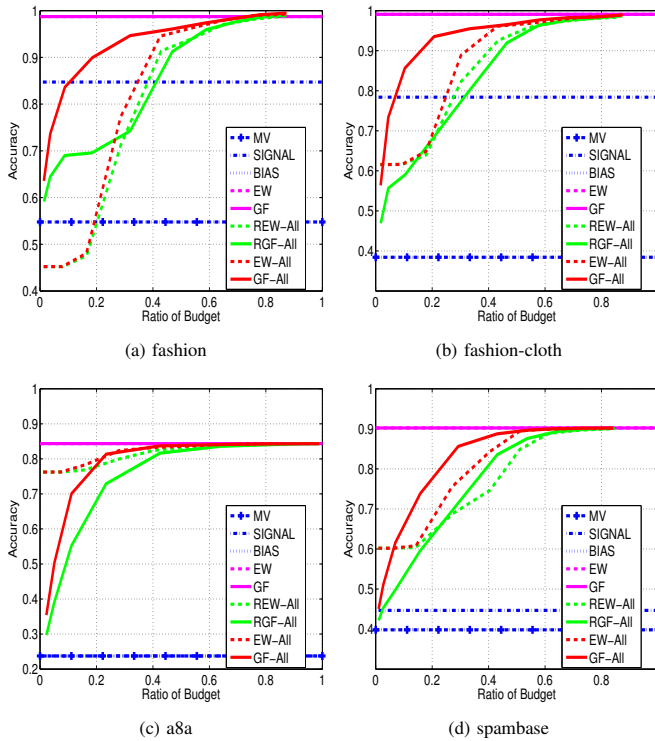 1
0.9
0.8
0.7
0.6
0.5
0.4
Accuracy
0 0.2 0.4 0.6 0.8 1
Ratio of Budget
MV
SIGNAL
BIAS
EW
GF
REW-All
RGF-All
EW-All
GF-All
(a) fashion
1
0.9
0.8
0.7
0.6
0.5
0.4
Accuracy
0 0.2 0.4 0.6 0.8
Ratio of Budget
MV
SIGNAL
BIAS
EW
GF
REW-All
RGF-All
EW-All
GF-All
(b) fashion-cloth
1
0.9
0.8
0.7
0.6
0.5
0.4
0.3
0.2
Accuracy
0 0.2 0.4 0.6 0.8 1
Ratio of Budget
MV
SIGNAL
BIAS
EW
GF
REW-All
RGF-All
EW-All
GF-All
(c) a8a
1
0.9
0.8
0.7
0.6
0.5
0.4
Accuracy
0 0.2 0.4 0.6 0.8
Ratio of Budget
MV
SIGNAL
BIAS
EW
GF
REW-All
RGF-All
EW-All
GF-All
(d) spambase